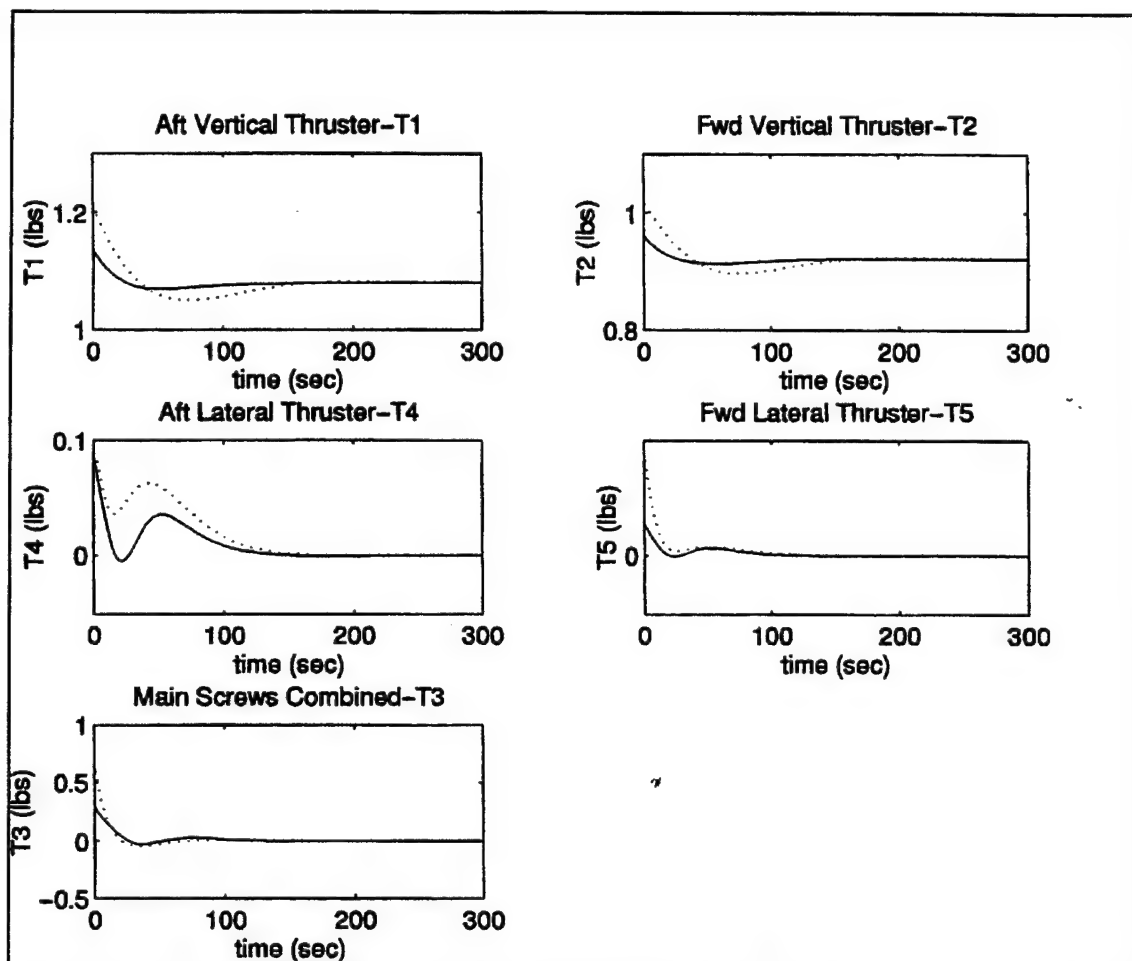 Aft Vertical Thruster-T1
T1 (lbs)
1.2
1
0 100 200 300
time (sec)
Fwd Vertical Thruster-T2
T2 (lbs)
1
0.8
0 100 200 300
time (sec)
Aft Lateral Thruster-T4
T4 (lbs)
0.1
0
0 100 200 300
time (sec)
Fwd Lateral Thruster-T5
T5 (lbs)
0
0 100 200 300
time (sec)
Main Screws Combined-T3
T3 (lbs)
1
0.5
0
-0.5
0 100 200 300
time (sec)